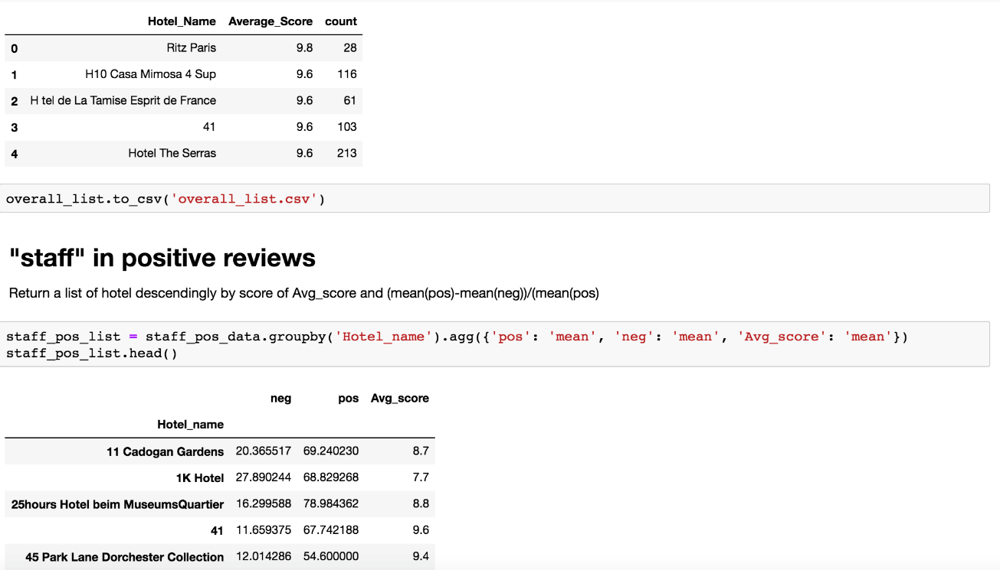 Hotel_Name Average_Score count
0 Ritz Paris 9.8 28
1 H10 Casa Mimosa 4 Sup 9.6 116
2 H tel de La Tamise Esprit de France 9.6 61
3 41 9.6 103
4 Hotel The Serras 9.6 213
overall_list.to_csv('overall_list.csv')
"staff" in positive reviews
Return a list of hotel descendingly by score of Avg_score and (mean(pos)-mean(neg))/(mean(pos)
staff_pos_list = staff_pos_data.groupby('Hotel_name').agg({'pos': 'mean', 'neg': 'mean', 'Avg_score': 'mean'})
staff_pos_list.head()
neg pos Avg_score
Hotel_name
11 Cadogan Gardens 20.365517 69.240230 8.7
1K Hotel 27.890244 68.829268 7.7
25hours Hotel beim MuseumsQuartier 16.299588 78.984362 8.8
41 11.659375 67.742188 9.6
45 Park Lane Dorchester Collection 12.014286 54.600000 9.4